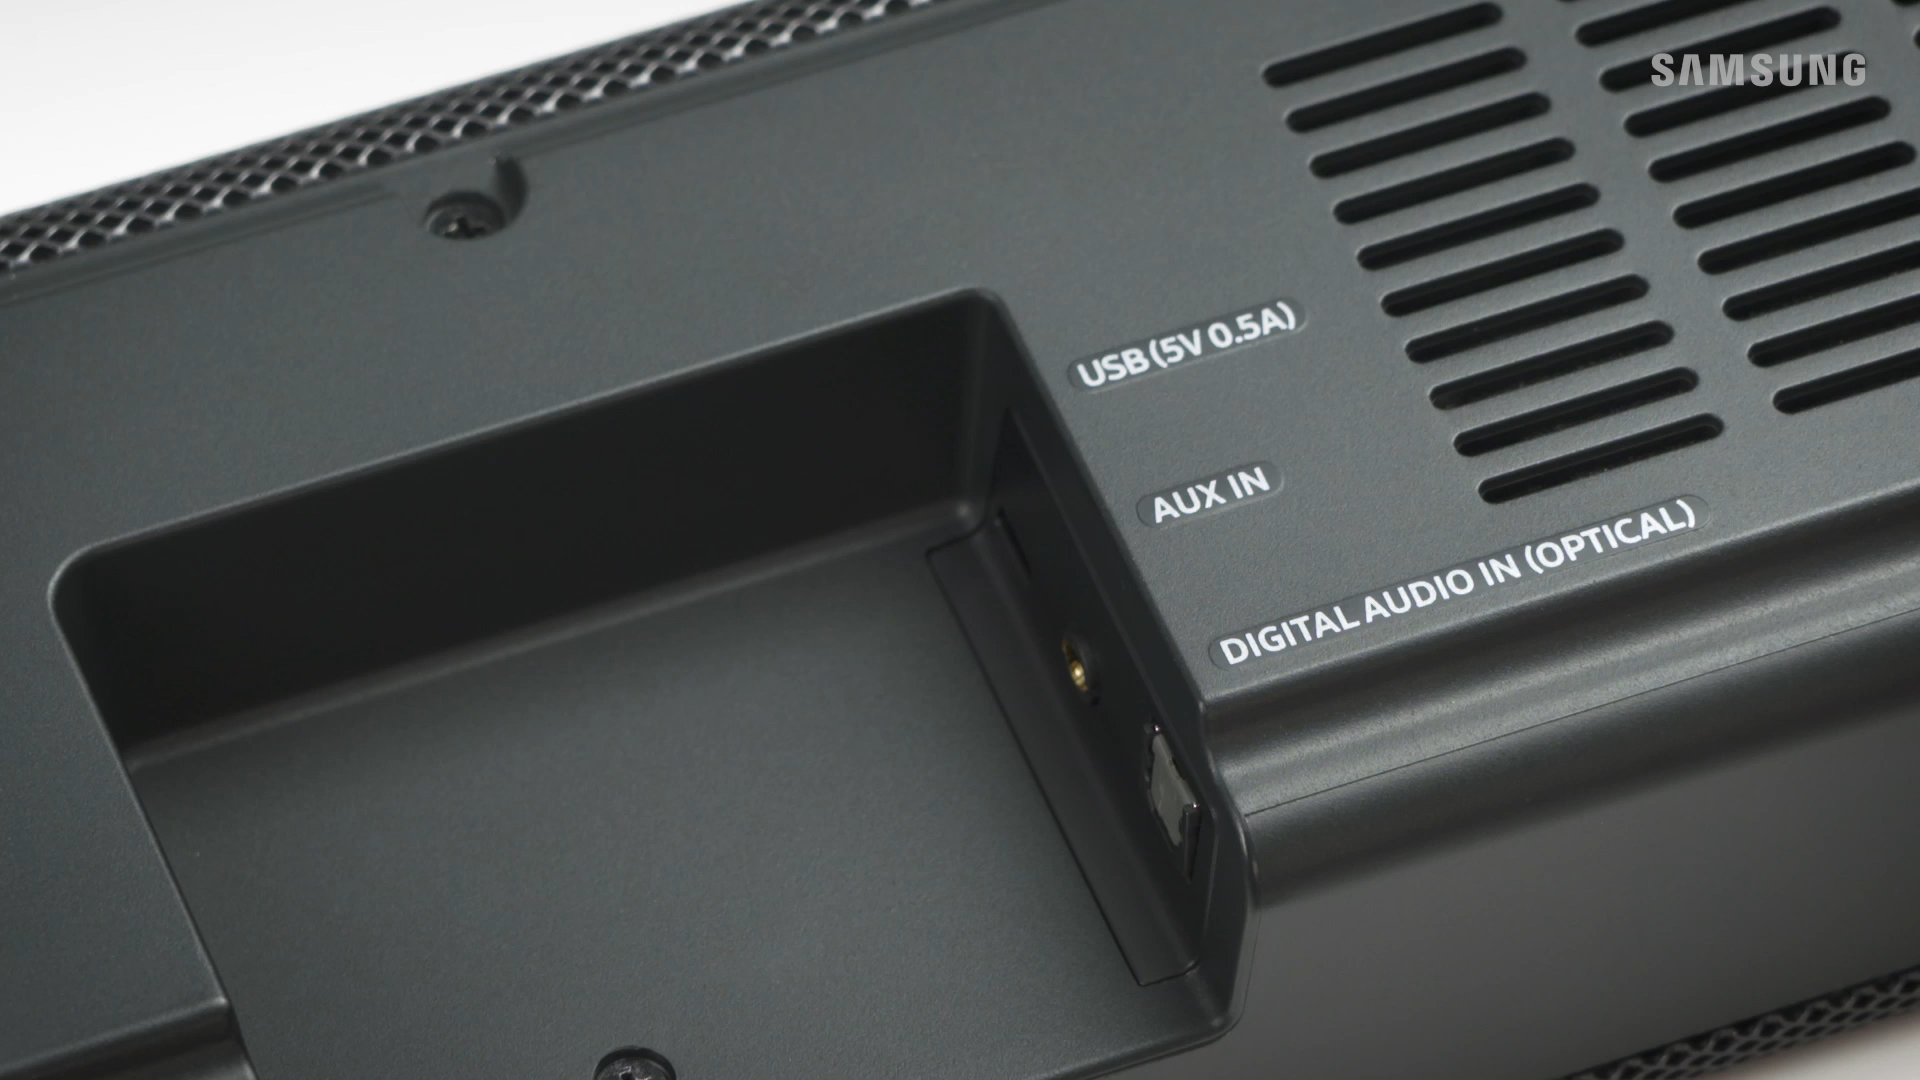 SAMSUNG
USB (5V 0.5A)
AUX IN
DIGITAL AUDIO IN (OPTICAL)